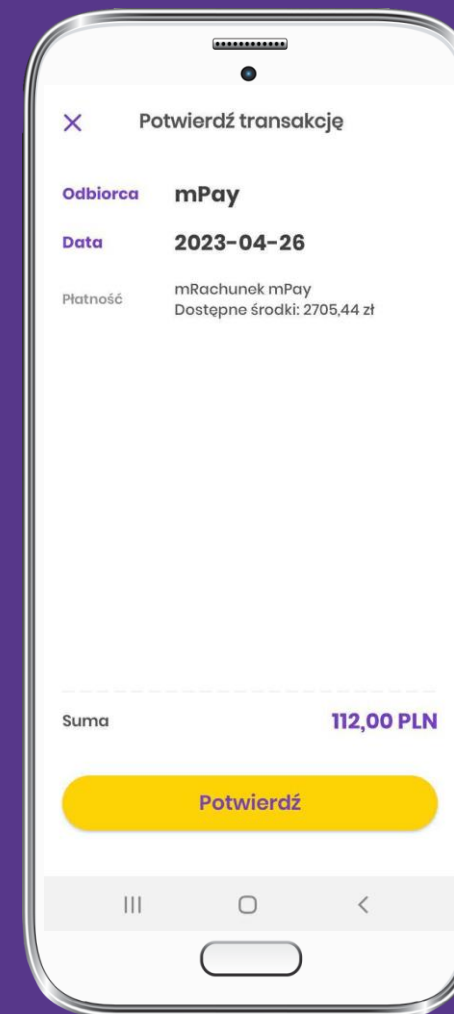 Potwierdź transakcję
Odbiorca mPay
Data 2023-04-26
Płatność mRachunek mPay
Dostępne środki: 2705,44 zł
Suma 112,00 PLN
Potwierdź